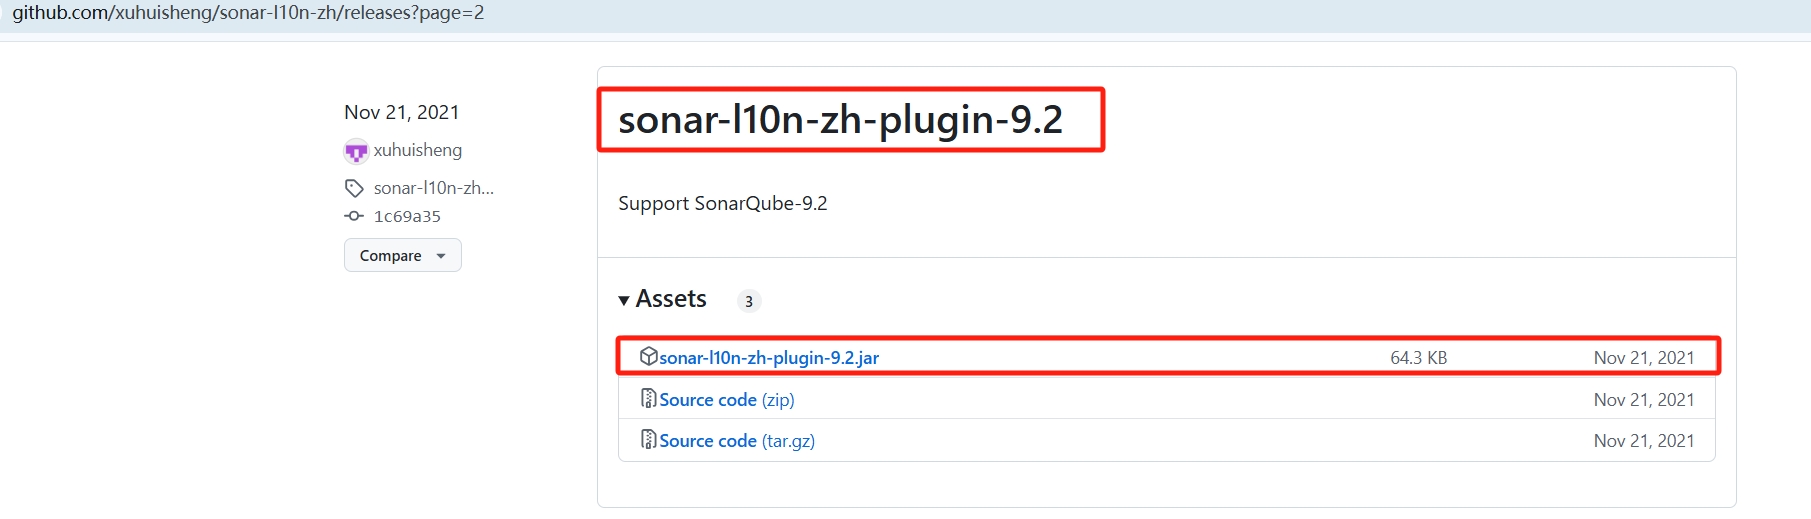 github.com/xuhuisheng/sonar-l10n-zh/releases?page=2
Nov 21, 2021
xuhuisheng
sonar-l10n-zh...
1c69a35
Compare
sonar-l10n-zh-plugin-9.2
Support SonarQube-9.2
Assets 3
sonar-l10n-zh-plugin-9.2.jar 64.3 KB Nov 21, 2021
Source code (zip) Nov 21, 2021
Source code (tar.gz) Nov 21, 2021